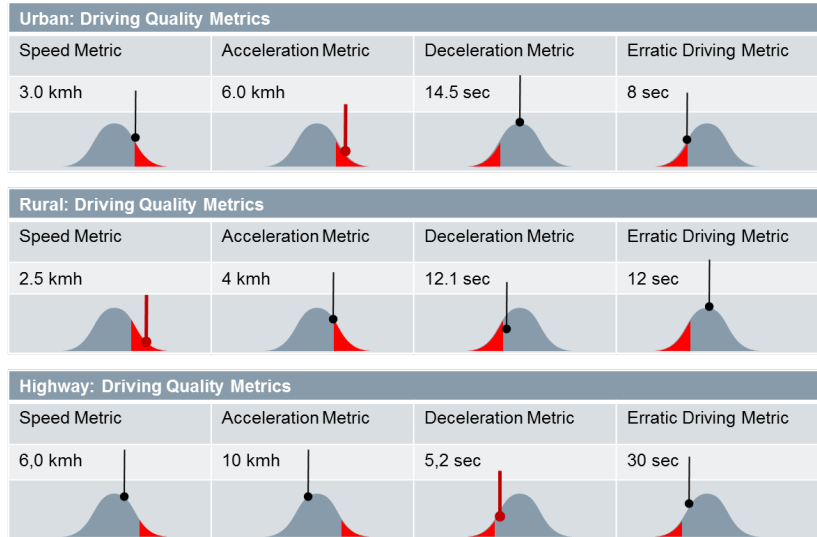 Urban: Driving Quality Metrics
Speed Metric Acceleration Metric Deceleration Metric Erratic Driving Metric
3.0 kmh 6.0 kmh 14.5 sec 8 sec
Rural: Driving Quality Metrics
Speed Metric Acceleration Metric Deceleration Metric Erratic Driving Metric
2.5 kmh 4 kmh 12.1 sec 12 sec
Highway: Driving Quality Metrics
Speed Metric Acceleration Metric Deceleration Metric Erratic Driving Metric
6,0 kmh 10 kmh 5,2 sec 30 sec